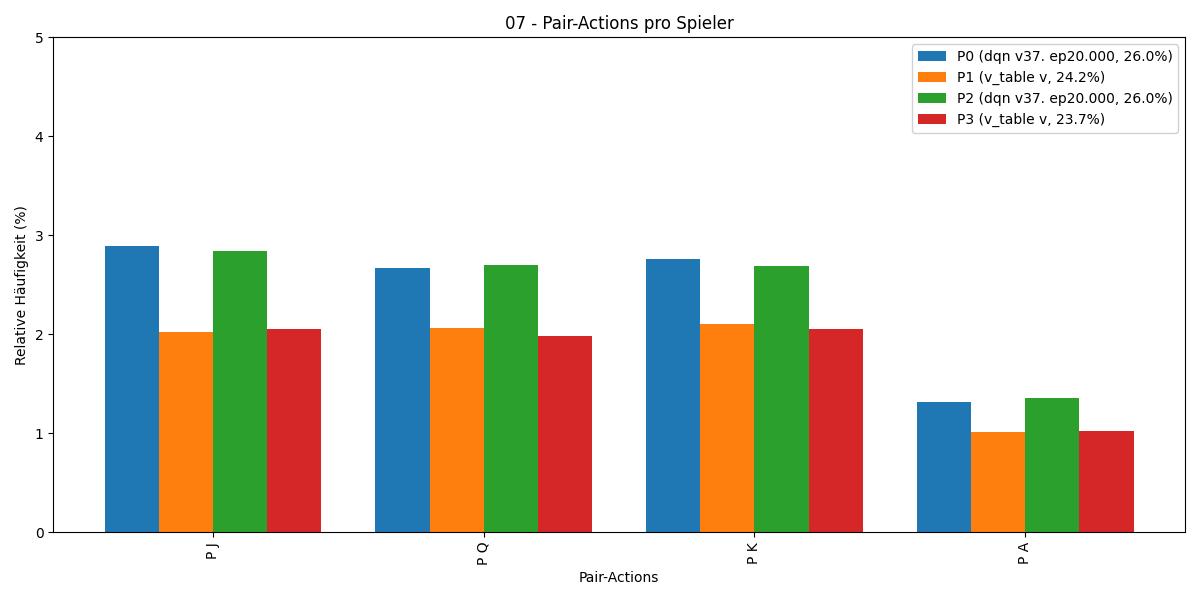 07 - Pair-Actions pro Spieler
P0 (dqn v37. ep20.000, 26.0%)
P1 (v_table v, 24.2%)
P2 (dqn v37. ep20.000, 26.0%)
P3 (v_table v, 23.7%)
Relative Häufigkeit (%)
5
4
3
2
1
0
P J
P Q
P K
P A
Pair-Actions